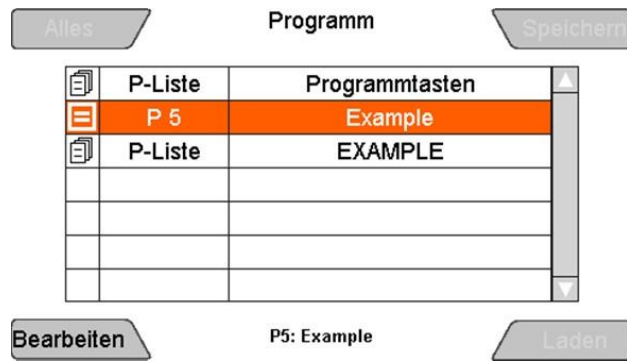 Alles Programm Speichern
P-Liste Programmtasten
P 5 Example
P-Liste EXAMPLE
Bearbeiten P5: Example Laden